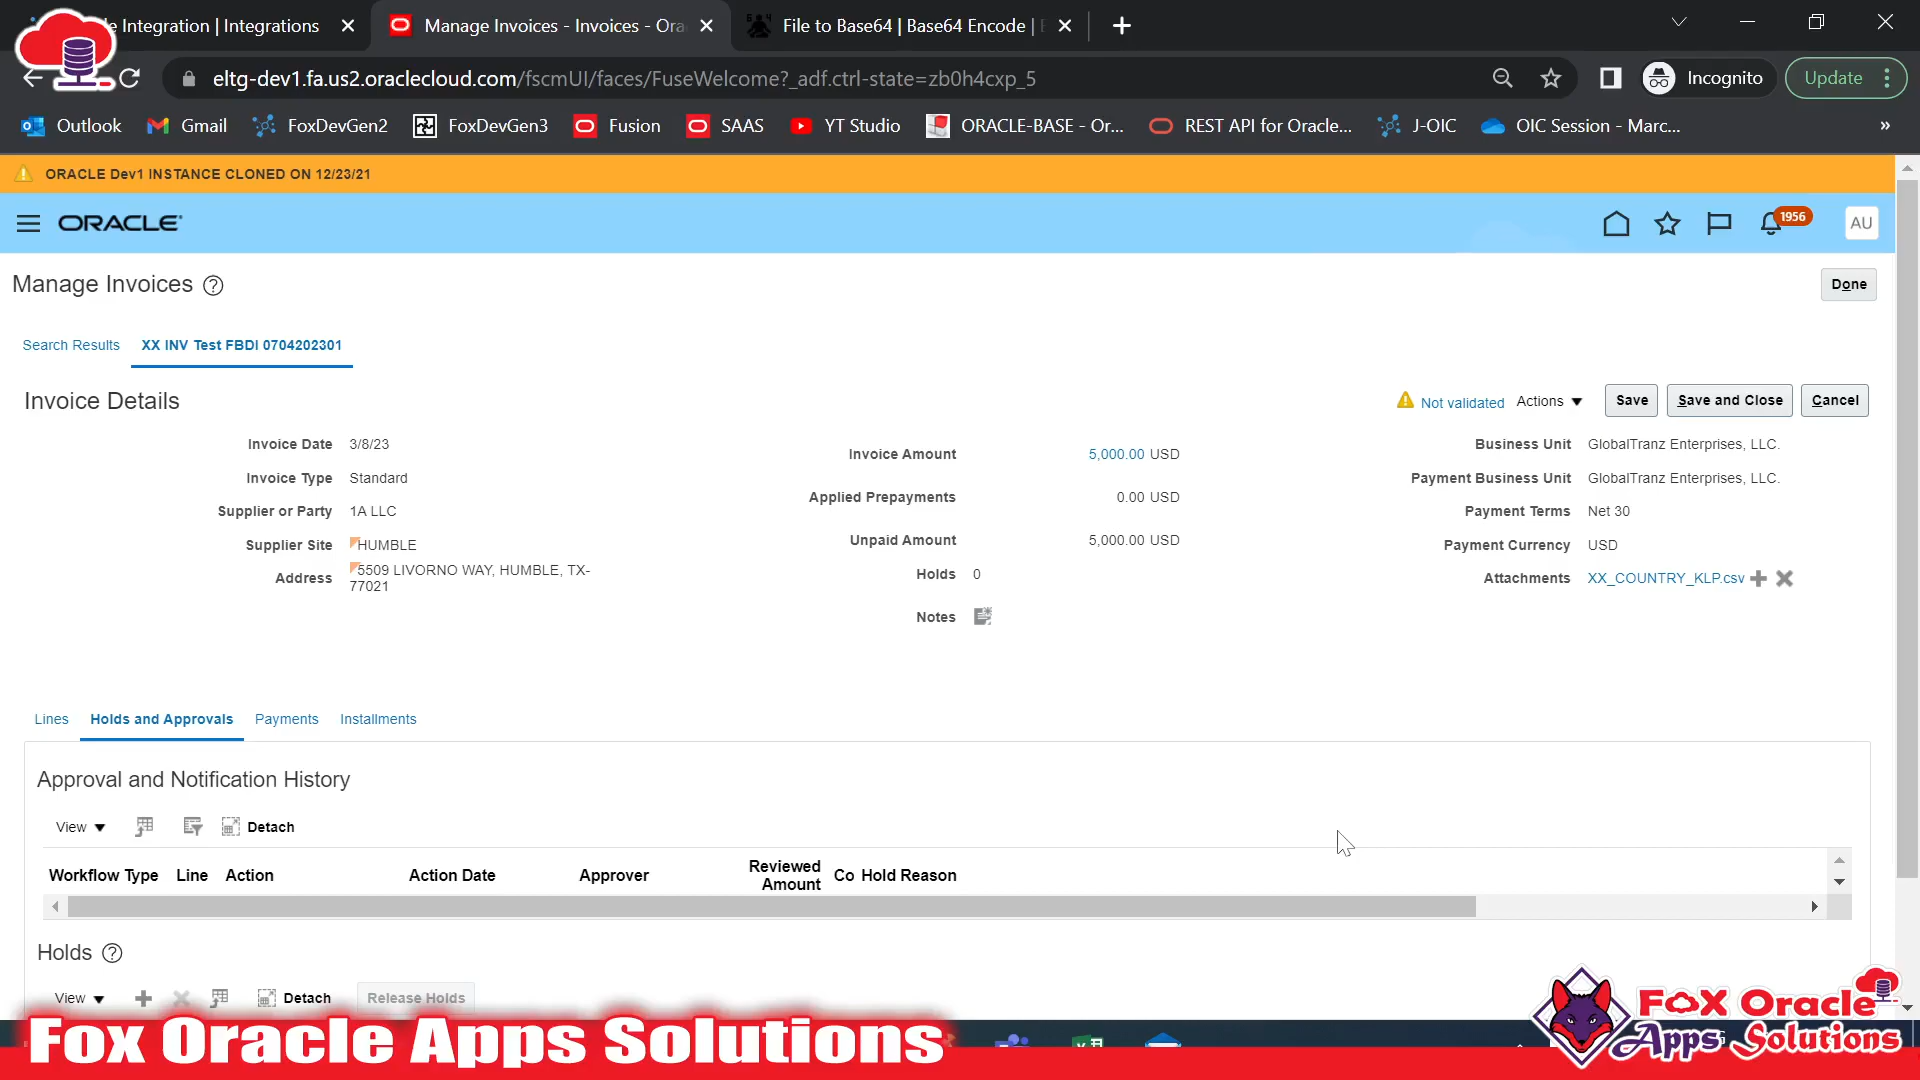 le Integration | Integrations
Manage Invoices - Invoices - Ora
File to Base64 | Base64 Encode |
eltg-dev1.fa.us2.oraclecloud.com/fscmUI/faces/FuseWelcome?_adf.ctrl-state=zb0h4cxp_5
Incognito
Update
Outlook
Gmail
FoxDevGen2
FoxDevGen3
Fusion
SAAS
YT Studio
ORACLE-BASE - Or...
REST API for Oracle...
J-OIC
OIC Session - Marc...
»
ORACLE Dev1 INSTANCE CLONED ON 12/23/21
ORACLE
1956
AU
Manage Invoices ?
Done
Search Results
XX INV Test FBDI 0704202301
Invoice Details
Not validated
Actions
Save
Save and Close
Cancel
Invoice Date 3/8/23
Invoice Type Standard
Supplier or Party 1A LLC
Supplier Site HUMBLE
Address 5509 LIVORNO WAY, HUMBLE, TX-
77021
Invoice Amount 5,000.00 USD
Applied Prepayments 0.00 USD
Unpaid Amount 5,000.00 USD
Holds 0
Notes
Business Unit GlobalTranz Enterprises, LLC.
Payment Business Unit GlobalTranz Enterprises, LLC.
Payment Terms Net 30
Payment Currency USD
Attachments XX_COUNTRY_KLP.csv
Lines
Holds and Approvals
Payments
Installments
Approval and Notification History
View
Detach
Workflow Type Line Action Action Date Approver Reviewed Amount Co Hold Reason
Holds ?
View
Detach
Release Holds
Fox Oracle Apps Solutions
FOX Oracle
Apps Solutions